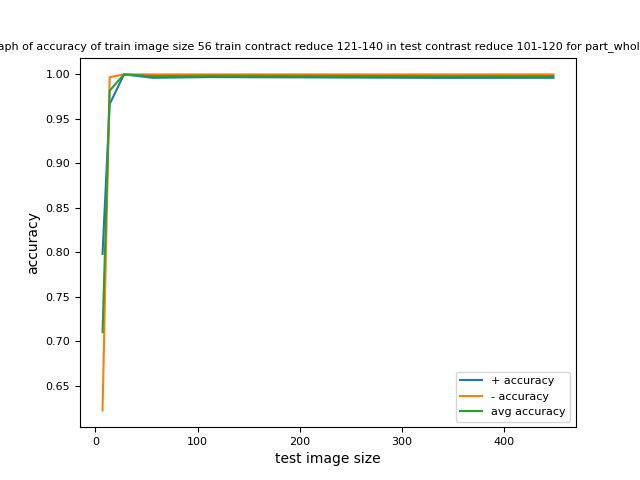 aph of accuracy of train image size 56 train contract reduce 121-140 in test contrast reduce 101-120 for part_whol
accuracy
1.00
0.95
0.90
0.85
0.80
0.75
0.70
0.65
+ accuracy
- accuracy
avg accuracy
0
100
200
300
400
test image size